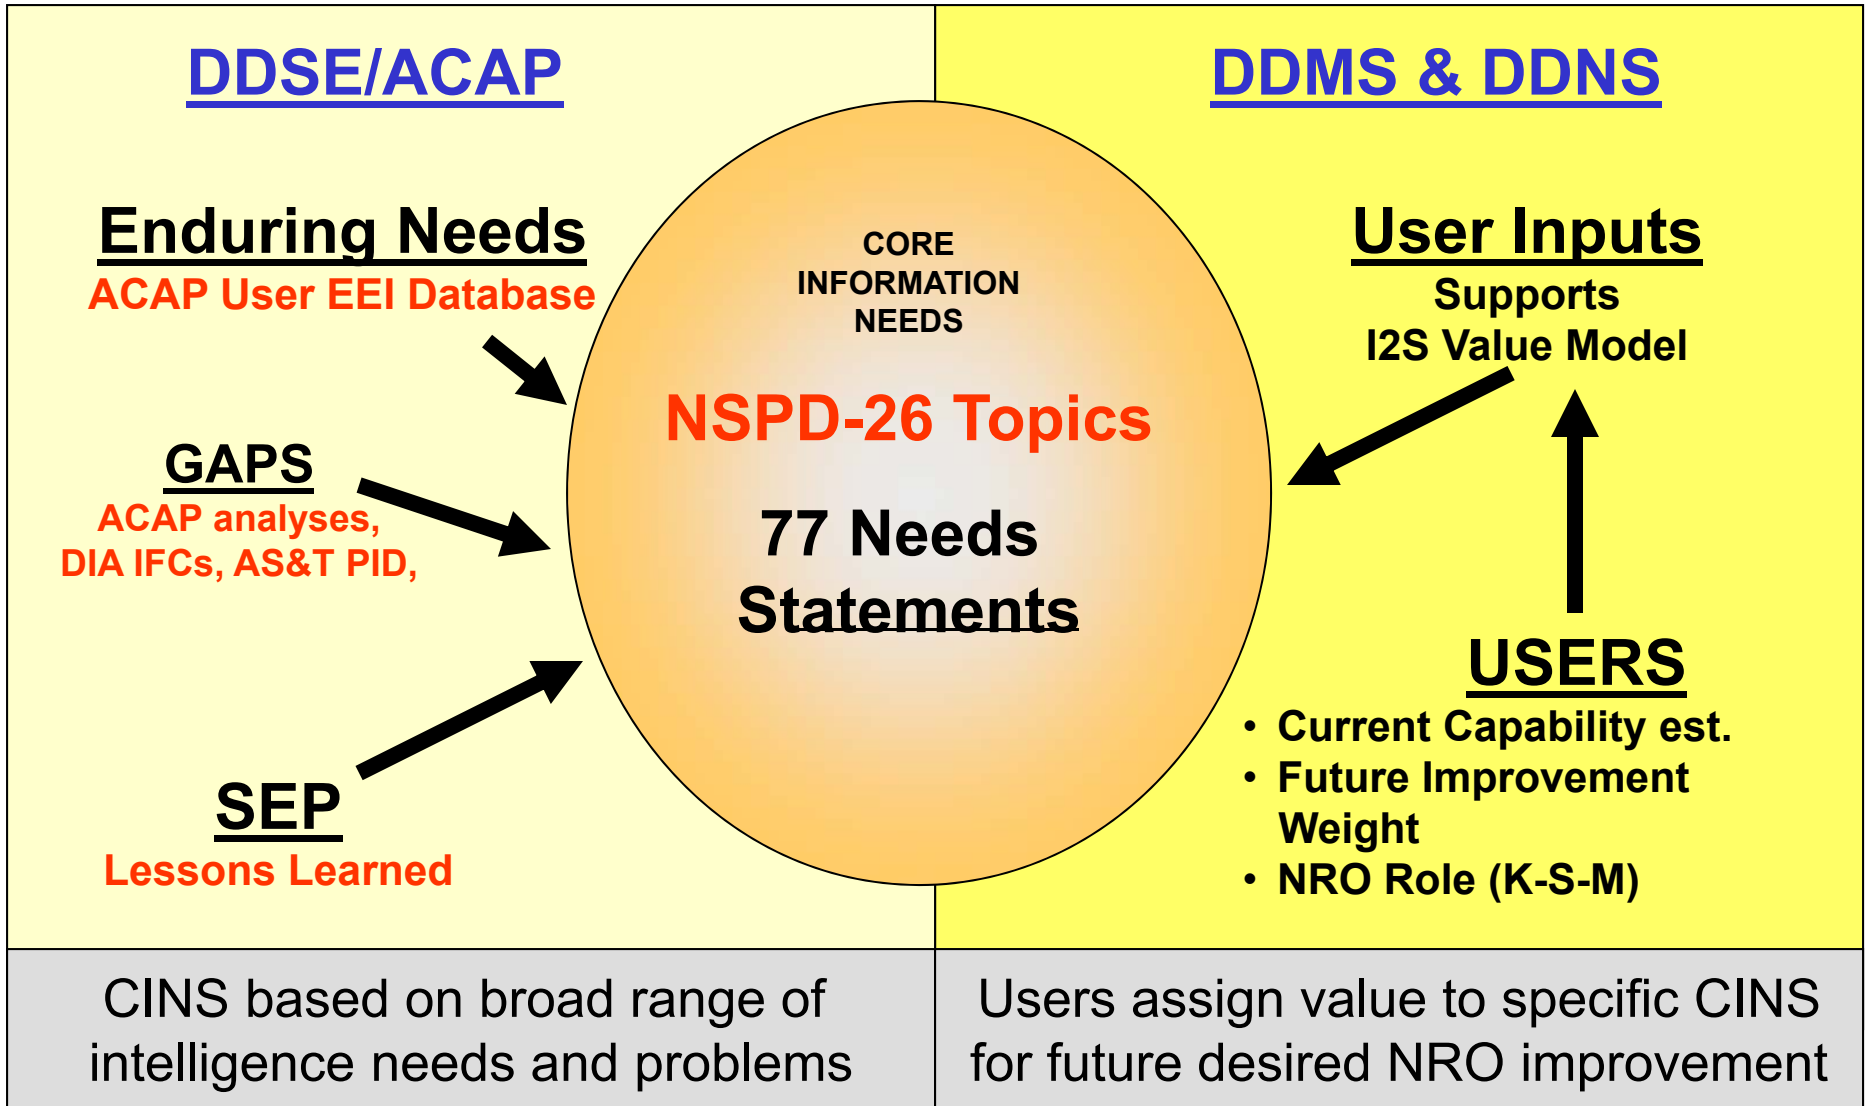 DDSE/ACAP
Enduring Needs
ACAP User EEI Database
GAPS
ACAP analyses,
DIA IFCs, AS&T PID,
SEP
Lessons Learned
CORE
INFORMATION
NEEDS
NSPD-26 Topics
77 Needs
Statements
DDMS & DDNS
User Inputs
Supports
I2S Value Model
USERS
• Current Capability est.
• Future Improvement
Weight
• NRO Role (K-S-M)
CINS based on broad range of
intelligence needs and problems
Users assign value to specific CINS
for future desired NRO improvement